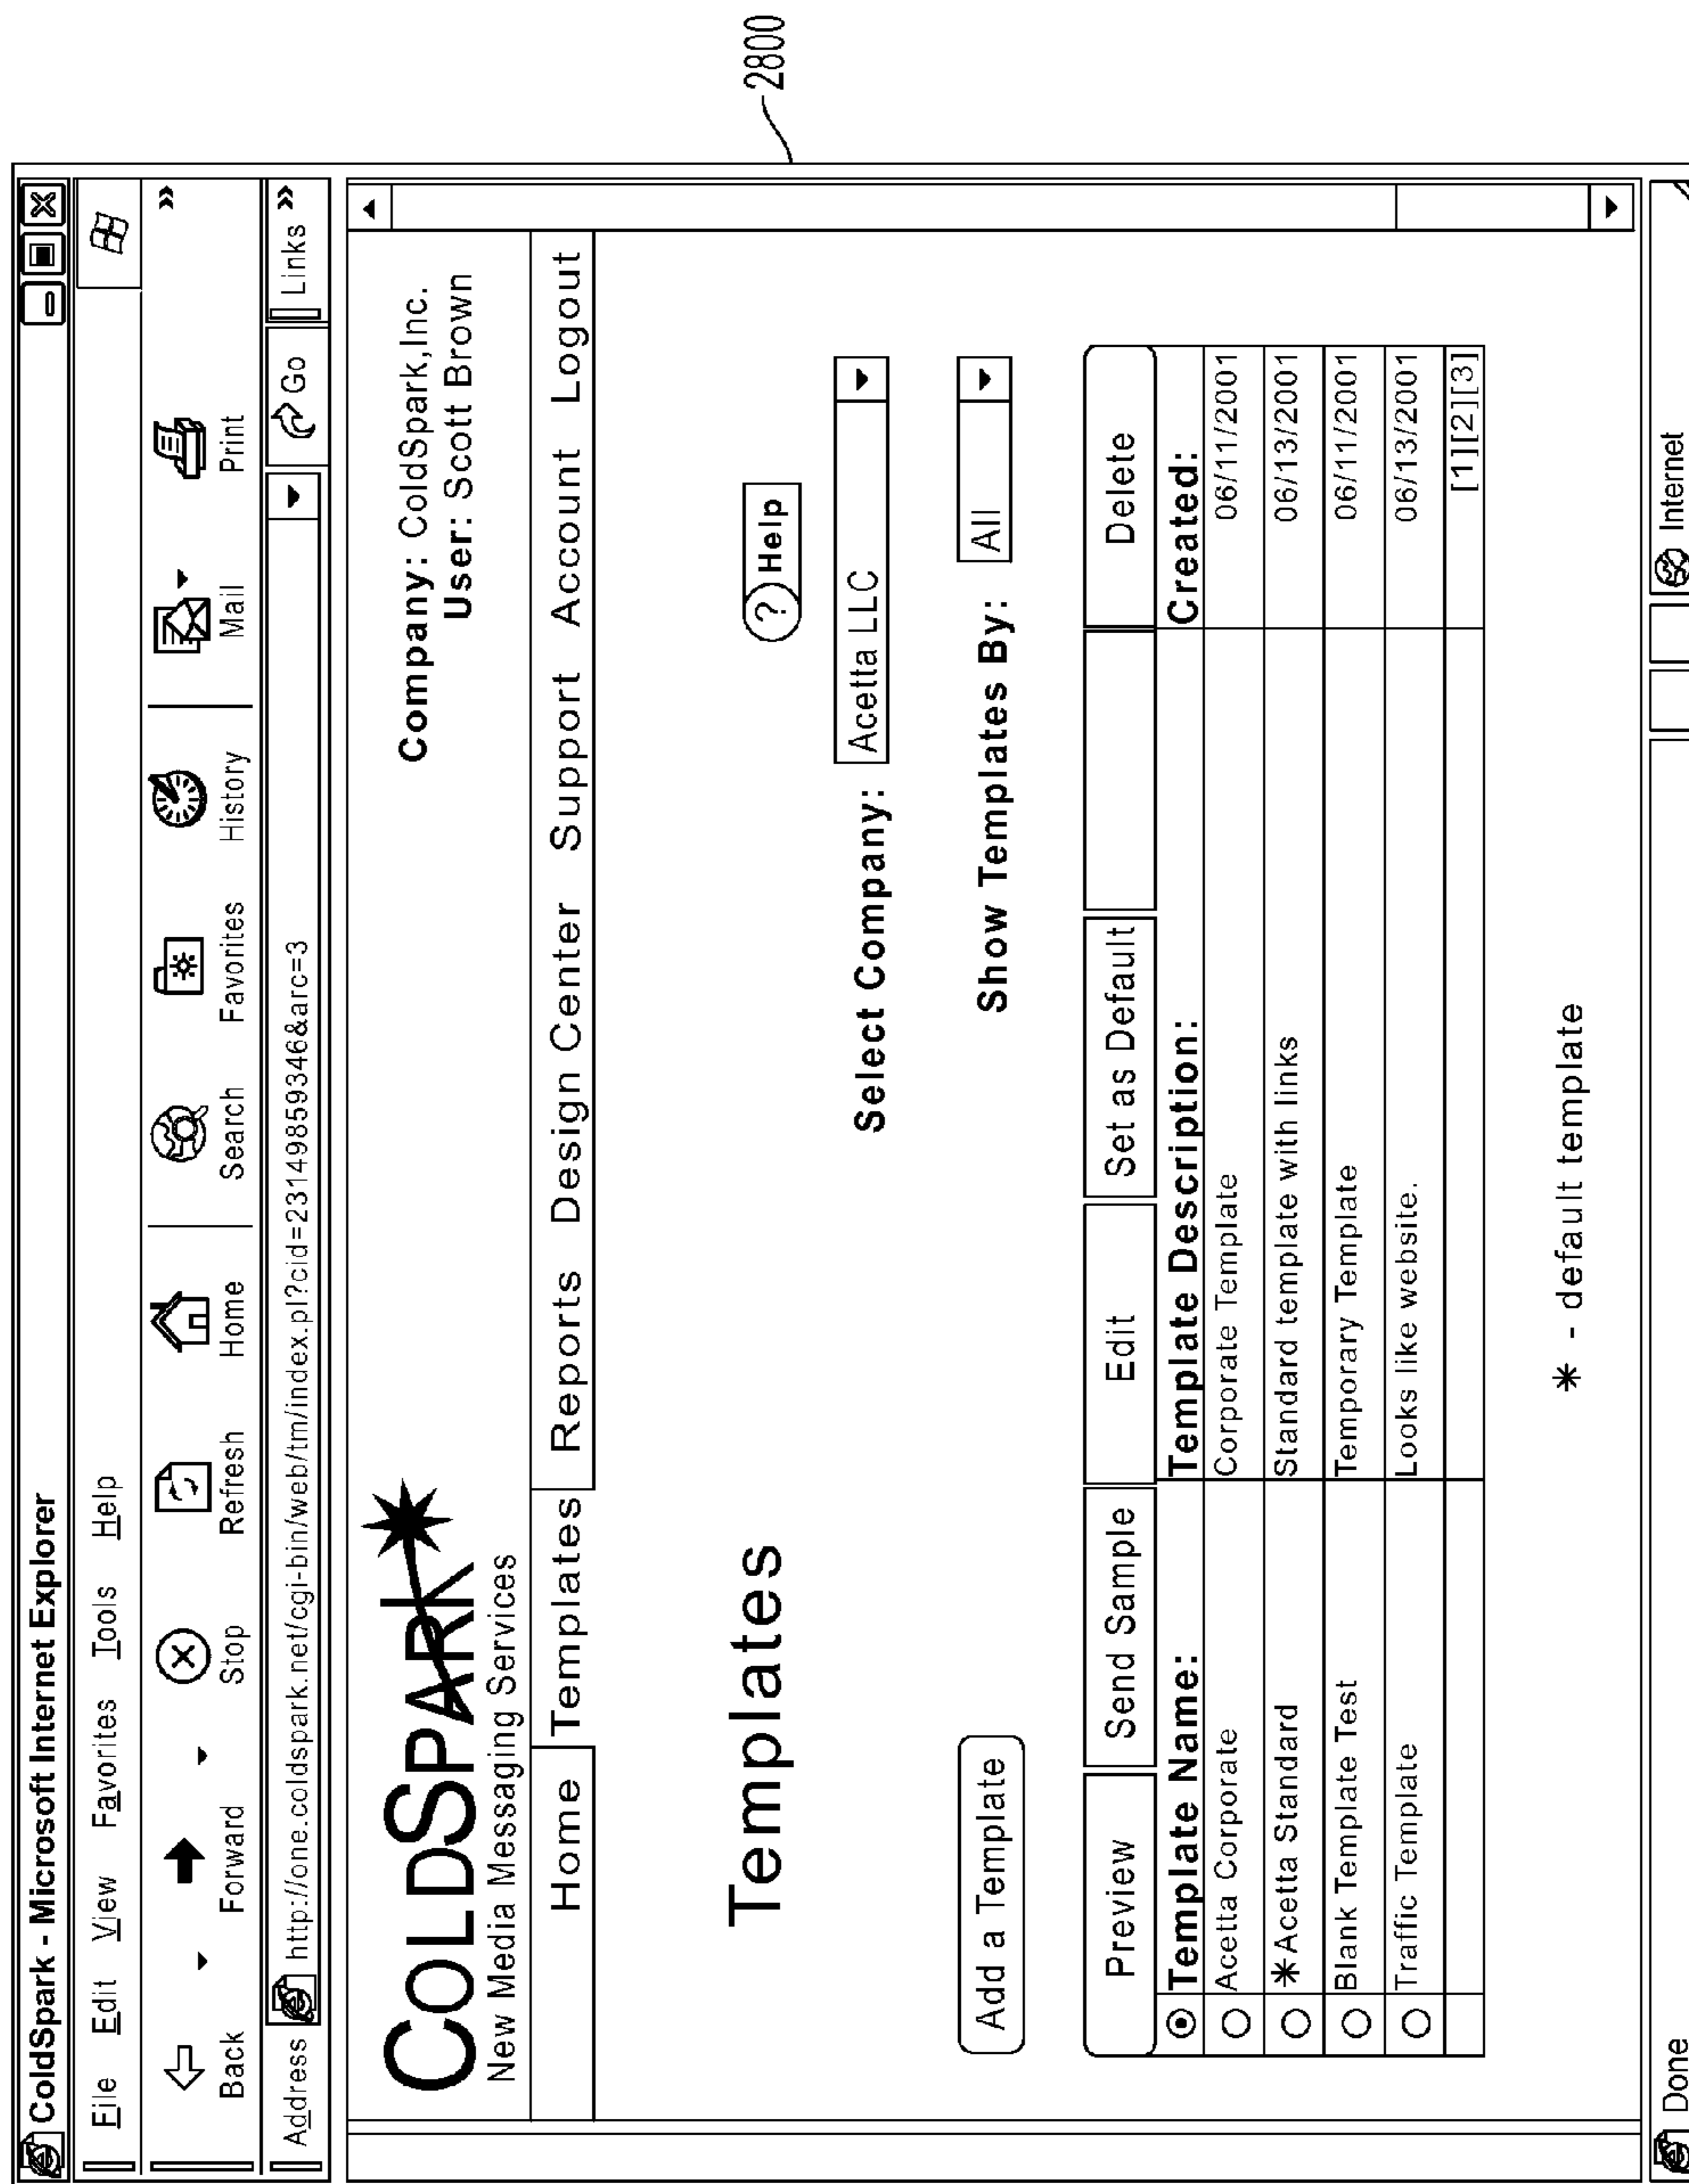 ColdSpark - Microsoft Internet Explorer
File Edit View Favorites Tools Help
Back Forward Stop Refresh Home Search Favorites History Mail Print »
Address http://one.coldspark.net/cgi-bin/web/tm/index.pl?cid=2314985934­6&arc=3 Go Links »
COLDSPARK
New Media Messaging Services
Company: ColdSpark,Inc.
User: Scott Brown
Home Templates Reports Design Center Support Account Logout
Templates
? Help
Select Company: Acetta LLC
Add a Template
Show Templates By: All
Preview Send Sample Edit Set as Default Delete
Template Name: Template Description: Created:
Acetta Corporate Corporate Template 06/11/2001
*Acetta Standard Standard template with links 06/13/2001
Blank Template Test Temporary Template 06/11/2001
Traffic Template Looks like website. 06/13/2001
[1][2][3]
* - default template
Done Internet
2800